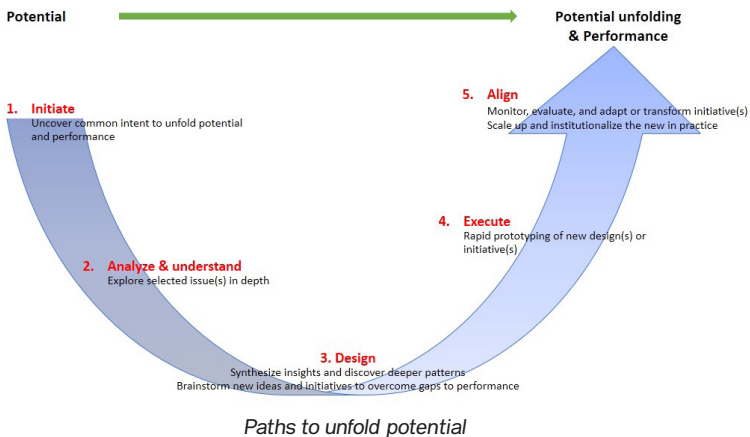 Potential
Potential unfolding
& Performance
1. Initiate
Uncover common intent to unfold potential
and performance
2. Analyze & understand
Explore selected issue(s) in depth
3. Design
Synthesize insights and discover deeper patterns
Brainstorm new ideas and initiatives to overcome gaps to performance
4. Execute
Rapid prototyping of new design(s) or
initiative(s)
5. Align
Monitor, evaluate, and adapt or transform initiative(s)
Scale up and institutionalize the new in practice
Paths to unfold potential